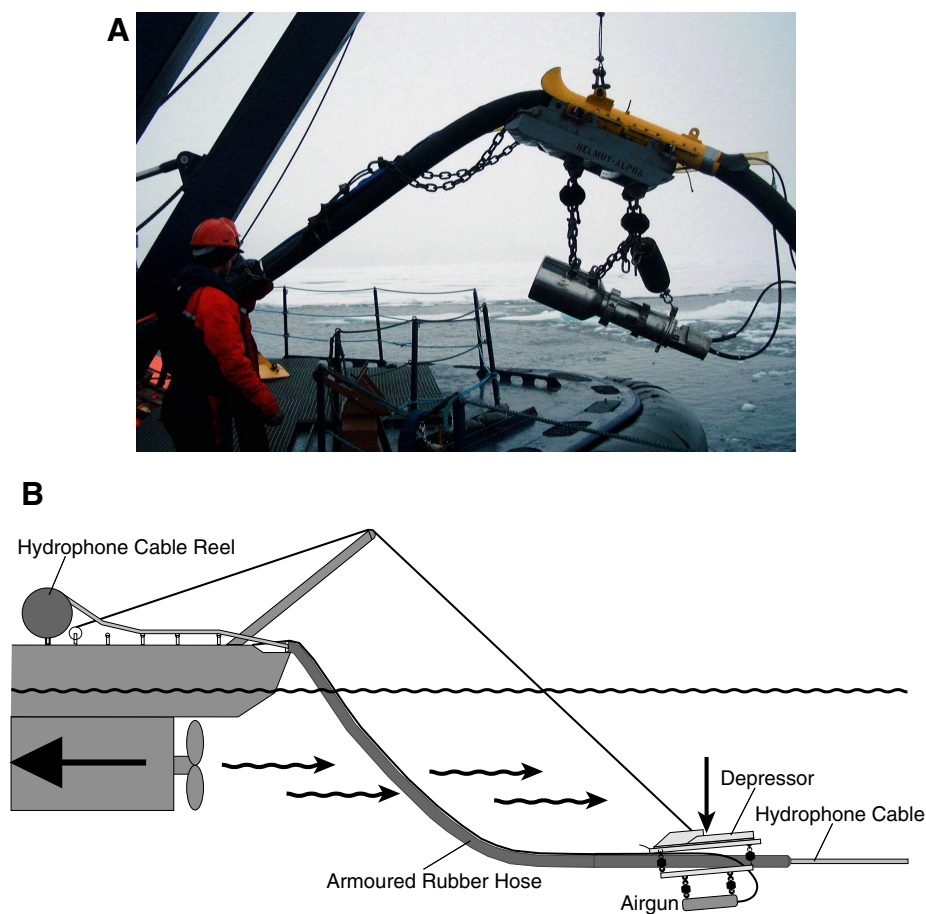 A
HELMUT-ALPHA
B
Hydrophone Cable Reel
Depressor
Hydrophone Cable
Armoured Rubber Hose
Airgun